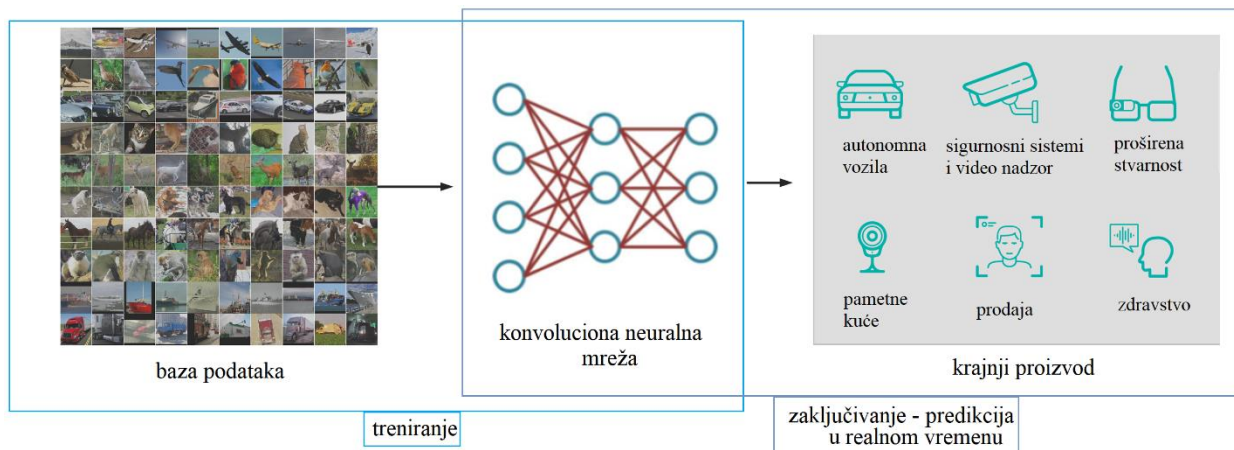 baza podataka
konvoluciona neuralna
mreža
autonomna
vozila
sigurnosni sistemi
i video nadzor
proširena
stvarnost
pametne
kuće
prodaja
zdravstvo
krajnji proizvod
treniranje
zaključivanje - predikcija
u realnom vremenu